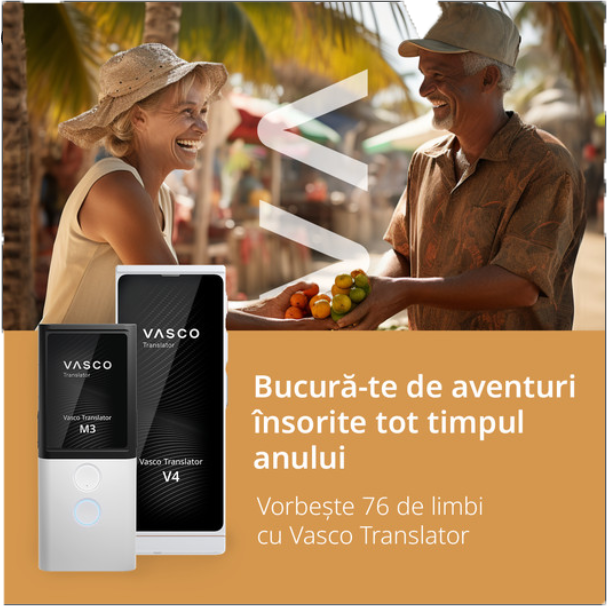 VASCO
Translator
Vasco Translator
M3
VASCO
Translator
Vasco Translator
V4
Bucură-te de aventuri
însorite tot timpul
anului
Vorbește 76 de limbi
cu Vasco Translator